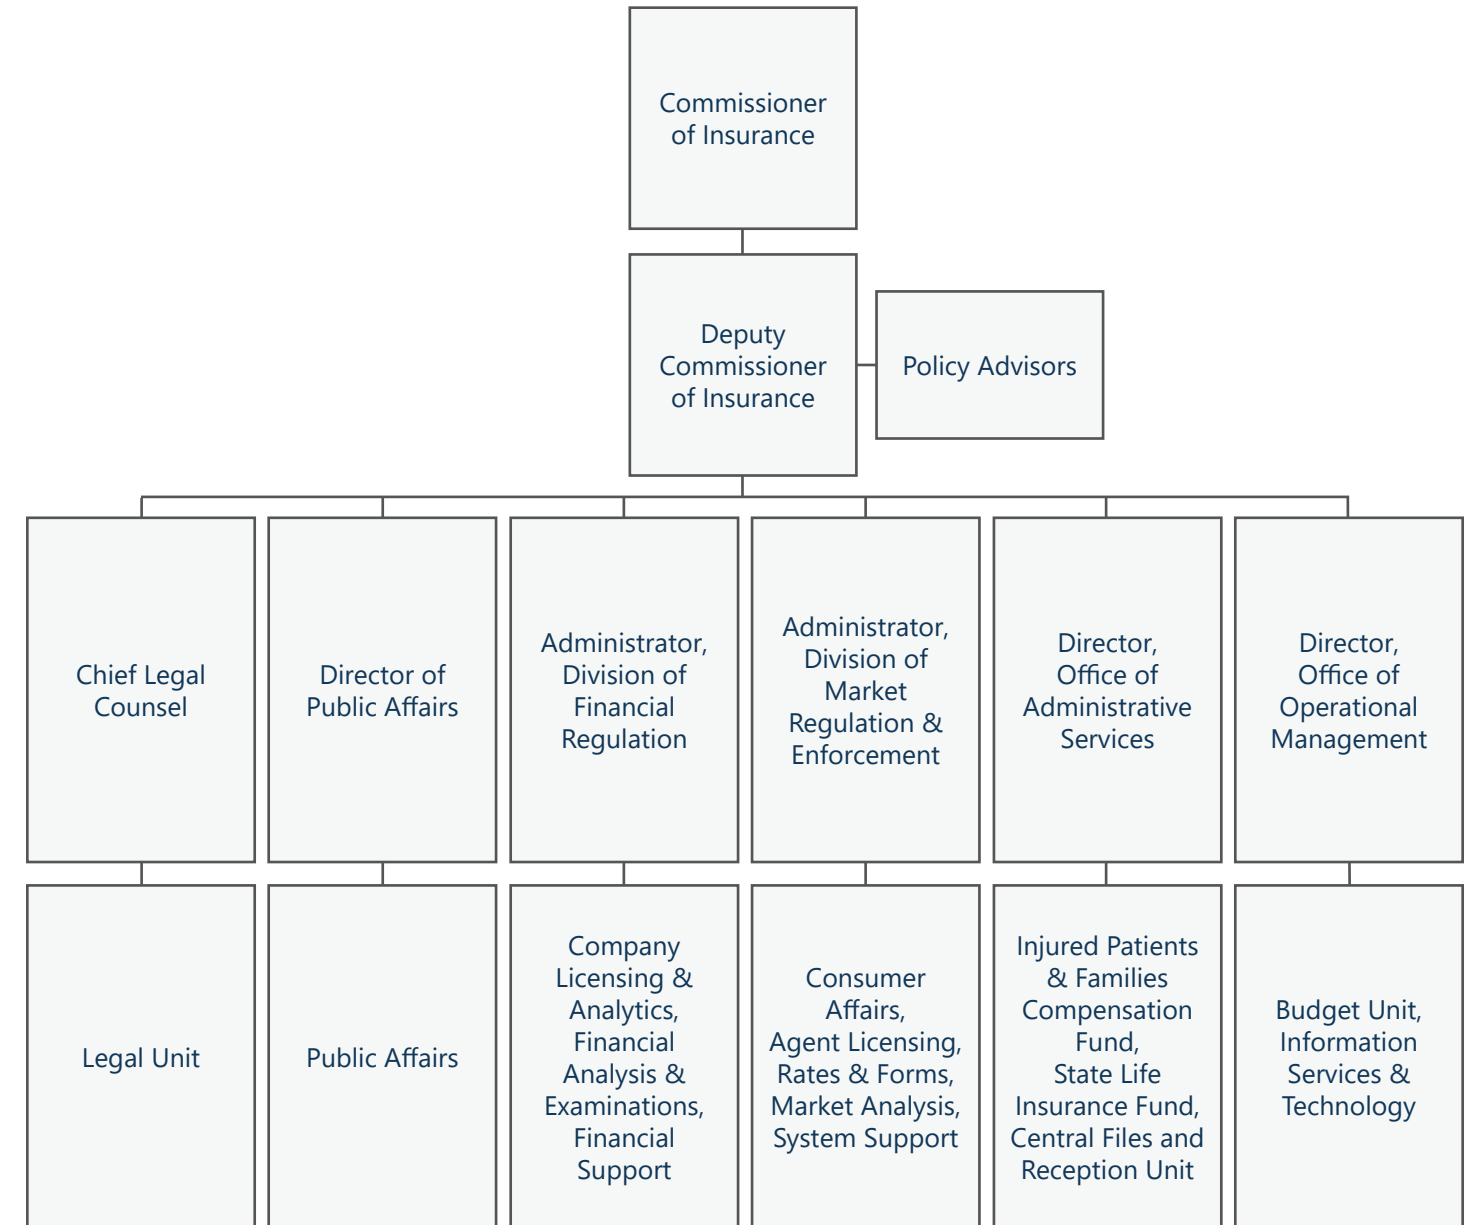 Commissioner
of Insurance
Deputy
Commissioner
of Insurance
Policy Advisors
Chief Legal
Counsel
Director of
Public Affairs
Administrator,
Division of
Financial
Regulation
Administrator,
Division of
Market
Regulation &
Enforcement
Director,
Office of
Administrative
Services
Director,
Office of
Operational
Management
Legal Unit
Public Affairs
Company
Licensing &
Analytics,
Financial
Analysis &
Examinations,
Financial
Support
Consumer
Affairs,
Agent Licensing,
Rates & Forms,
Market Analysis,
System Support
Injured Patients
& Families
Compensation
Fund,
State Life
Insurance Fund,
Central Files and
Reception Unit
Budget Unit,
Information
Services &
Technology